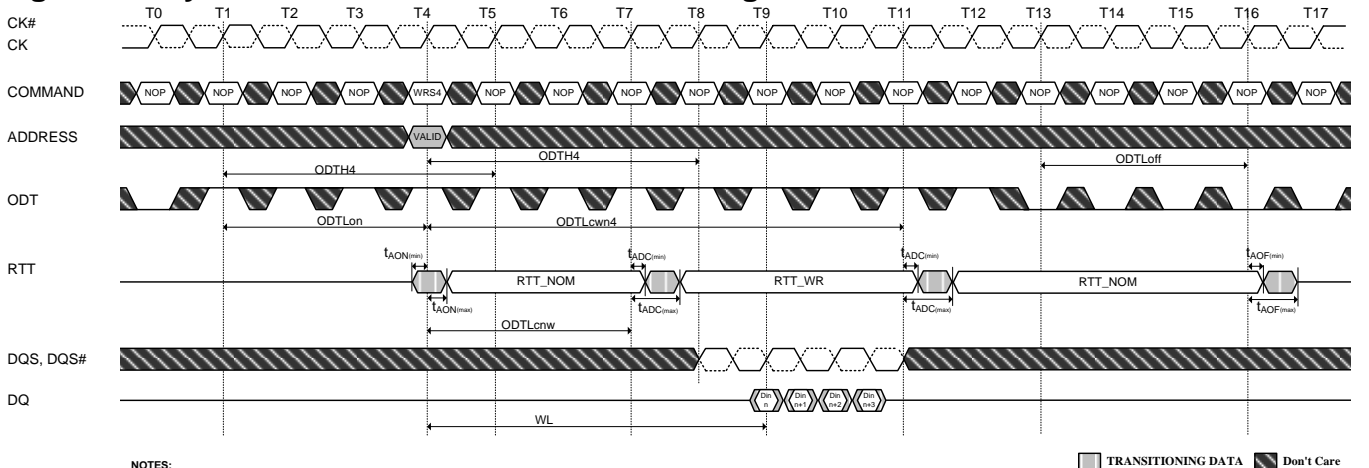 T0 T1 T2 T3 T4 T5 T6 T7 T8 T9 T10 T11 T12 T13 T14 T15 T16 T17
CK#
CK
COMMAND NOP NOP NOP NOP WRS4 NOP NOP NOP NOP NOP NOP NOP NOP NOP NOP NOP NOP NOP
ADDRESS VALID
ODTH4 ODTLoff
ODTH4
ODT
ODTLon ODTLcwn4
tAON(min) tADC(min) tADC(min) tAOF(min)
RTT RTT_NOM RTT_WR RTT_NOM
tAON(max) tADC(max) tADC(max) tAOF(max)
ODTLcnw
DQS, DQS#
DQ Din n Din n+1 Din n+2 Din n+3
WL
NOTES:
TRANSITIONING DATA Don't Care